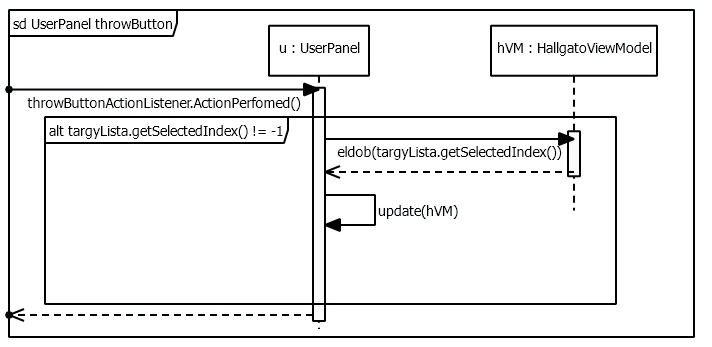 sd UserPanel throwButton
u : UserPanel
hVM : HallgatoViewModel
throwButtonActionListener.ActionPerfomed()
alt targyLista.getSelectedIndex() != -1
eldob(targyLista.getSelectedIndex())
update(hVM)